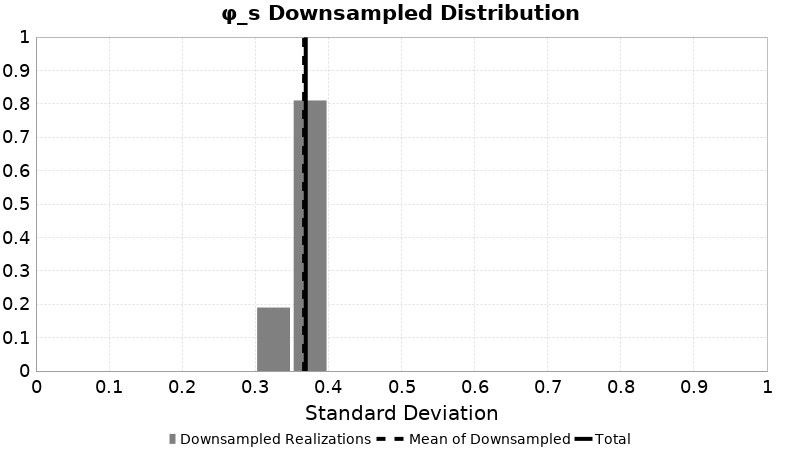 φ_s Downsampled Distribution
1
0.9
0.8
0.7
0.6
0.5
0.4
0.3
0.2
0.1
0
0 0.1 0.2 0.3 0.4 0.5 0.6 0.7 0.8 0.9 1
Standard Deviation
Downsampled Realizations Mean of Downsampled Total